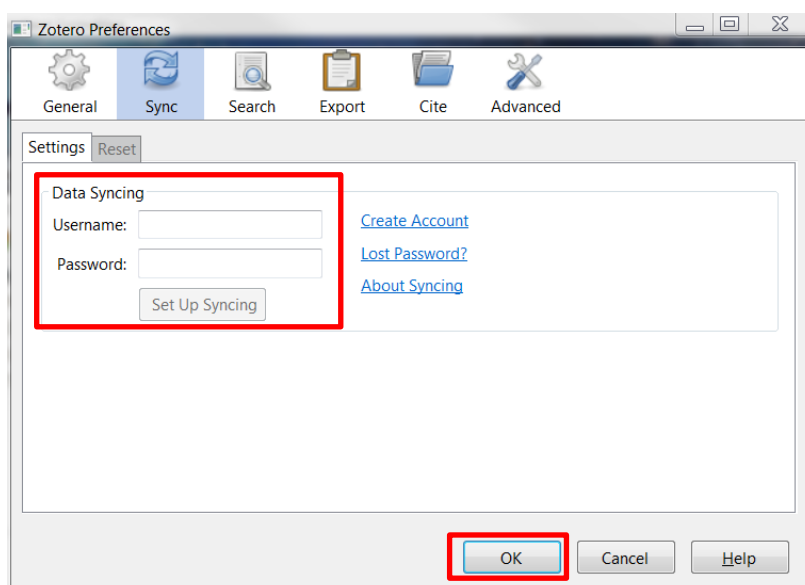 Zotero Preferences
General Sync Search Export Cite Advanced
Settings Reset
Data Syncing
Username: Create Account
Password: Lost Password?
Set Up Syncing About Syncing
OK Cancel Help